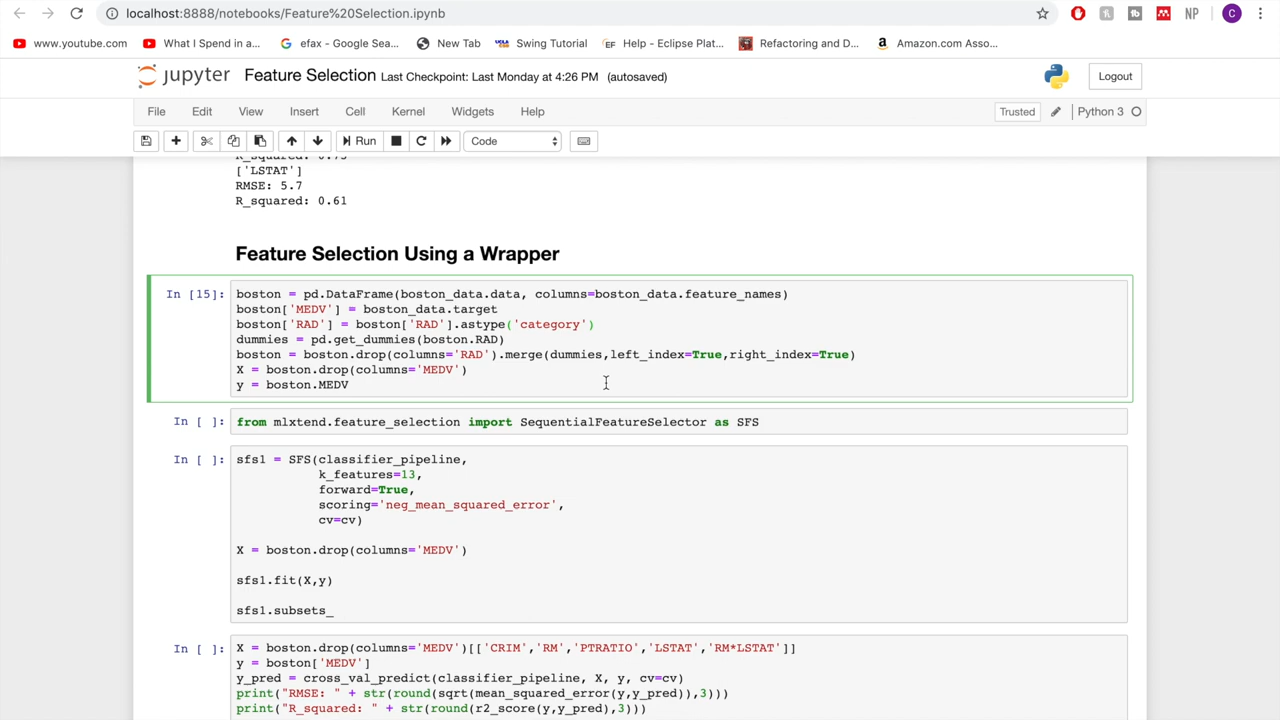 localhost:8888/notebooks/Feature%20Selection.ipynb
NP
C
www.youtube.com
What I Spend in a...
efax - Google Sea...
New Tab
UCLA
Swing Tutorial
EF
Help - Eclipse Plat...
Refactoring and D...
Amazon.com Asso...
jupyter Feature Selection Last Checkpoint: Last Monday at 4:26 PM (autosaved)
Logout
File Edit View Insert Cell Kernel Widgets Help
Trusted
Python 3
Run
Code
R_squared: 0.75
['LSTAT']
RMSE: 5.7
R_squared: 0.61
Feature Selection Using a Wrapper
In [15]: boston = pd.DataFrame(boston_data.data, columns=boston_data.feature_names)
boston['MEDV'] = boston_data.target
boston['RAD'] = boston['RAD'].astype('category')
dummies = pd.get_dummies(boston.RAD)
boston = boston.drop(columns='RAD').merge(dummies,left_index=True,right_index=True)
X = boston.drop(columns='MEDV')
y = boston.MEDV
In [ ]: from mlxtend.feature_selection import SequentialFeatureSelector as SFS
In [ ]: sfs1 = SFS(classifier_pipeline,
k_features=13,
forward=True,
scoring='neg_mean_squared_error',
cv=cv)
X = boston.drop(columns='MEDV')
sfs1.fit(X,y)
sfs1.subsets_
In [ ]: X = boston.drop(columns='MEDV')[['CRIM','RM','PTRATIO','LSTAT','RM*LSTAT']]
y = boston['MEDV']
y_pred = cross_val_predict(classifier_pipeline, X, y, cv=cv)
print("RMSE: " + str(round(sqrt(mean_squared_error(y,y_pred)),3)))
print("R_squared: " + str(round(r2_score(y,y_pred),3)))